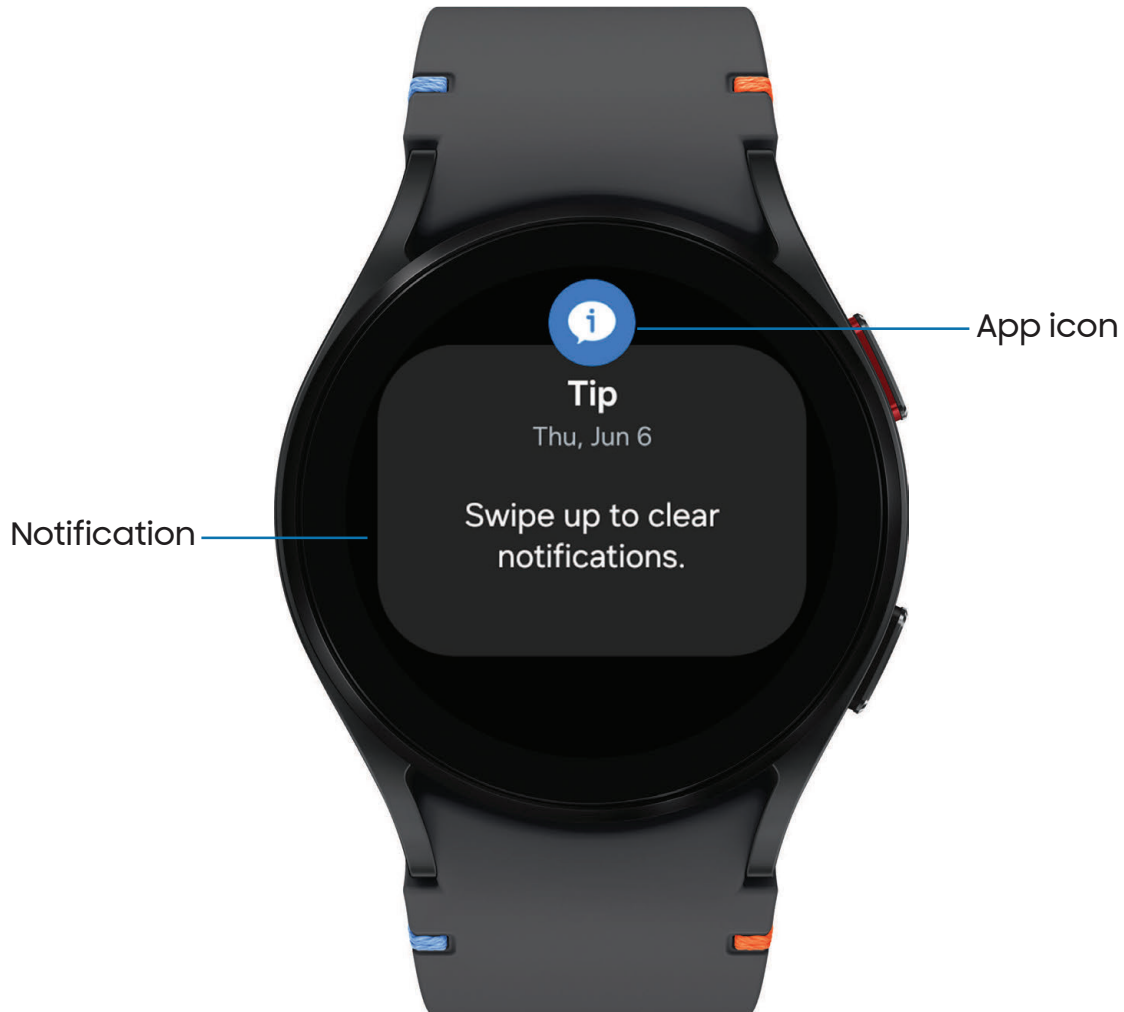 App icon
Tip
Thu, Jun 6
Swipe up to clear
notifications.
Notification